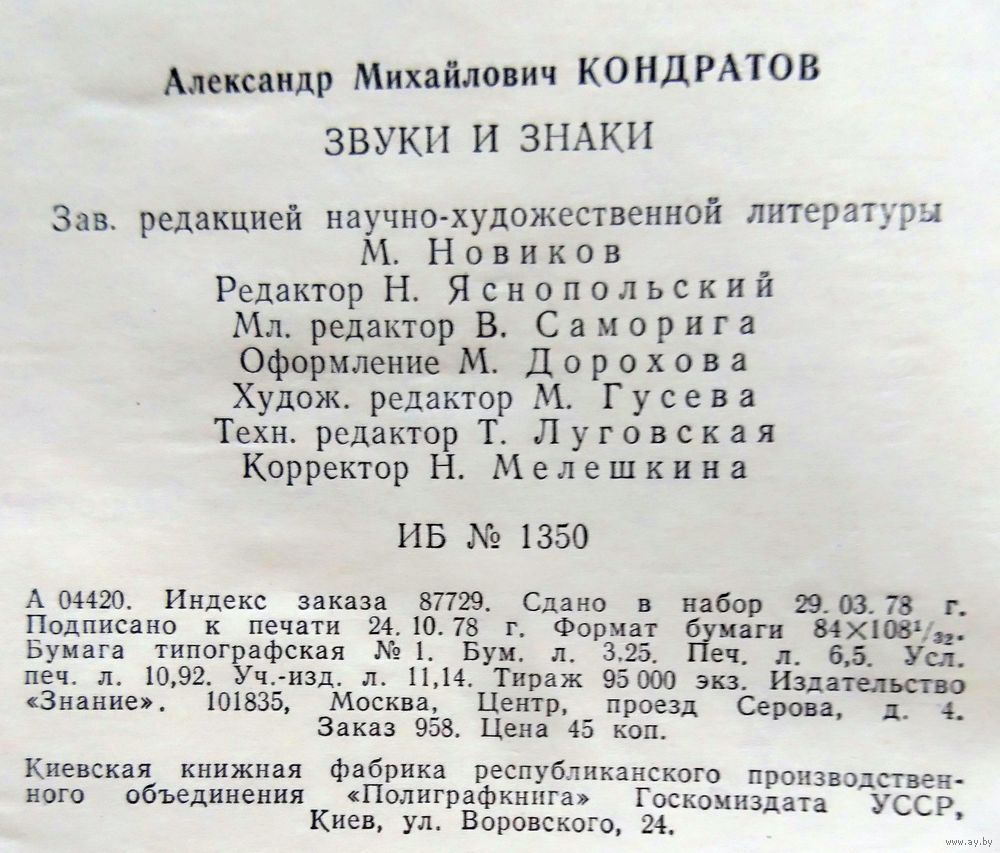 Александр Михайлович КОНДРАТОВ
ЗВУКИ И ЗНАКИ
Зав. редакцией научно-художественной литературы
М. Новиков
Редактор Н. Яснопольский
Мл. редактор В. Саморига
Оформление М. Дорохова
Худож. редактор М. Гусева
Техн. редактор Т. Луговская
Корректор Н. Мелешкина
ИБ № 1350
А 04420. Индекс заказа 87729. Сдано в набор 29. 03. 78 г.
Подписано к печати 24. 10. 78 г. Формат бумаги 84×108¹/₃₂.
Бумага типографская № 1. Бум. л. 3,25. Печ. л. 6,5. Усл.
печ. л. 10,92. Уч.-изд. л. 11,14. Тираж 95 000 экз. Издательство
«Знание». 101835, Москва, Центр, проезд Серова, д. 4.
Заказ 958. Цена 45 коп.
Киевская книжная фабрика республиканского производствен-
ного объединения «Полиграфкнига» Госкомиздата УССР,
Киев, ул. Воровского, 24.
www.ay.by